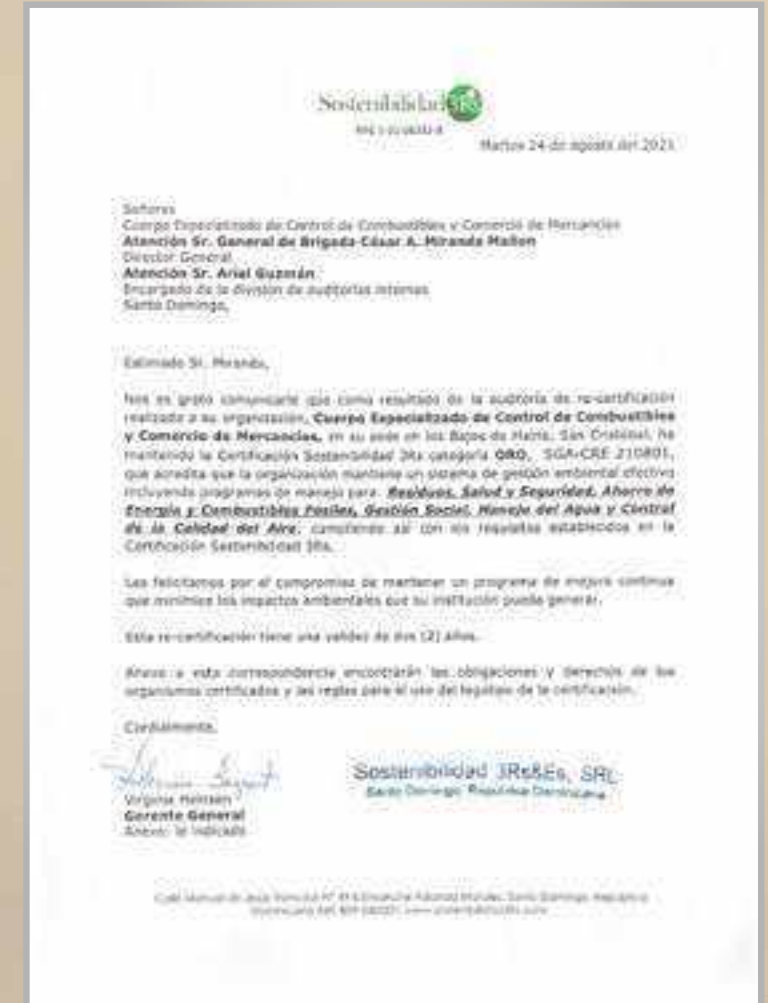 Sostenibilidad 3Rs
Martes 24 de agosto del 2021
Señores
Cuerpo Especializado de Control de Combustibles y Comercio de Mercancías
Atención Sr. General de Brigada César A. Miranda Mañon
Director General
Atención Sr. Ariel Guzmán
Encargado de la división de auditorías internas
Santo Domingo,
Estimado Sr. Miranda,
Nos es grato comunicarle que como resultado de la auditoría de re-certificación
realizada a su organización, Cuerpo Especializado de Control de Combustibles
y Comercio de Mercancías, en su sede en los Bajos de Haina, San Cristóbal, ha
mantenido la Certificación Sostenibilidad 3Rs categoría ORO, SGA-CRE 210801,
que acredita que la organización mantiene un sistema de gestión ambiental efectivo
incluyendo programas de manejo para: Residuos, Salud y Seguridad, Ahorro de
Energía y Combustibles Fósiles, Gestión Social, Manejo del Agua y Control
de la Calidad del Aire, cumpliendo así con los requisitos establecidos en la
Certificación Sostenibilidad 3Rs.
Les felicitamos por el compromiso de mantener un programa de mejora continua
que minimice los impactos ambientales que su institución pueda generar.
Esta re-certificación tiene una validez de dos (2) años.
Anexo a esta correspondencia encontrarán las obligaciones y derechos de los
organismos certificados y las reglas para el uso del logotipo de la certificación.
Cordialmente,
Sostenibilidad 3Rs&Es, SRL
Santo Domingo, República Dominicana
Virginia
Gerente General
Anexo: lo indicado
Santo Domingo, República
Dominicana